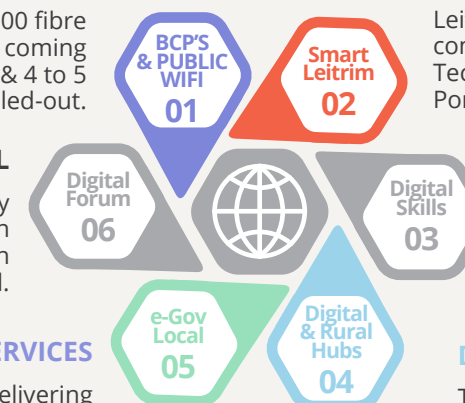 00 fibre
coming
& 4 to 5
led-out.
BCP'S
& PUBLIC
WIFI
01
Smart
Leitrim
02
Lei
con
Tec
Por
L
y
n
n
l.
Digital
Forum
06
Digital
Skills
03
e-Gov
Local
05
Digital
& Rural
Hubs
04
ERVICES
elivering
D
T